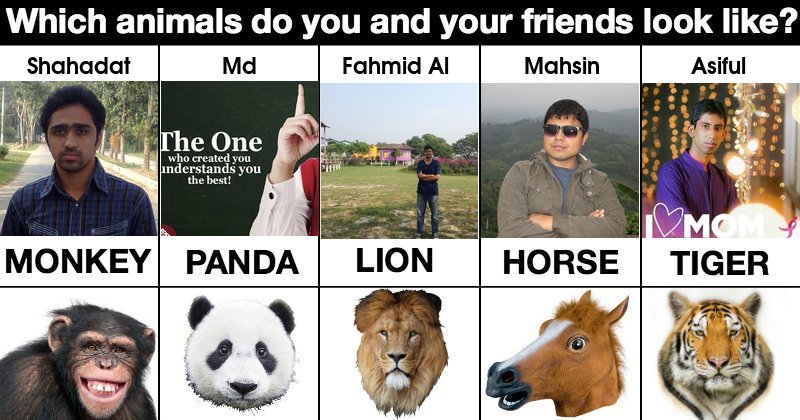 Which animals do you and your friends look like?
Shahadat
Md
Fahmid Al
Mahsin
Asiful
The One
who created you
understands you
the best!
I MOM
MONKEY
PANDA
LION
HORSE
TIGER